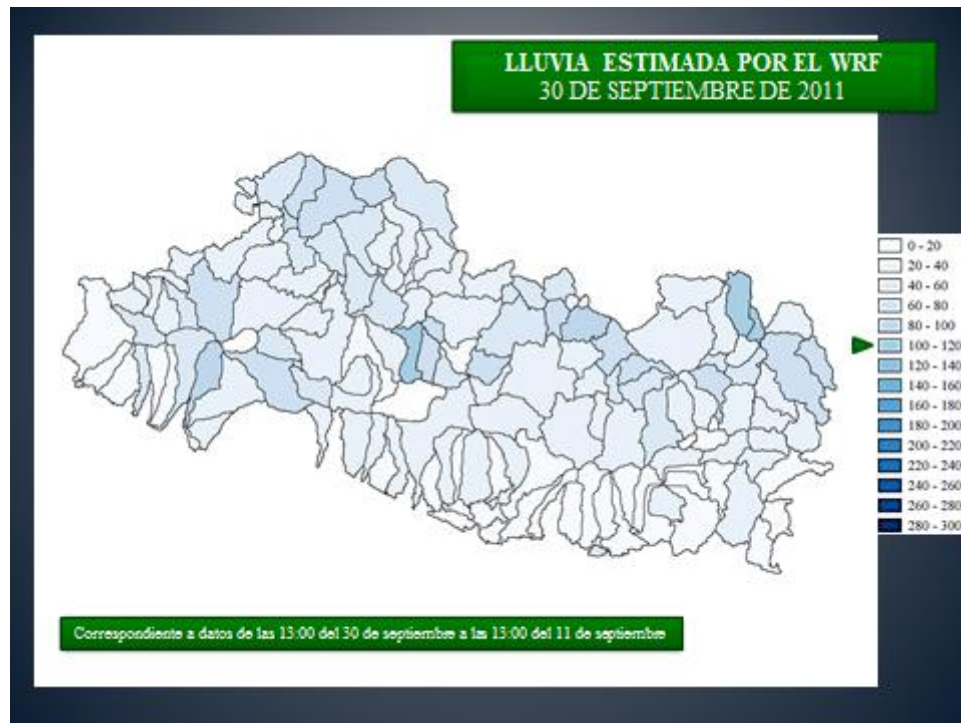 LLUVIA ESTIMADA POR EL WRF
30 DE SEPTIEMBRE DE 2011
0 - 20
20 - 40
40 - 60
60 - 80
80 - 100
100 - 120
120 - 140
140 - 160
160 - 180
180 - 200
200 - 220
220 - 240
240 - 260
260 - 280
280 - 300
Correspondiente a datos de las 13:00 del 30 de septiembre a las 13:00 del 11 de septiembre